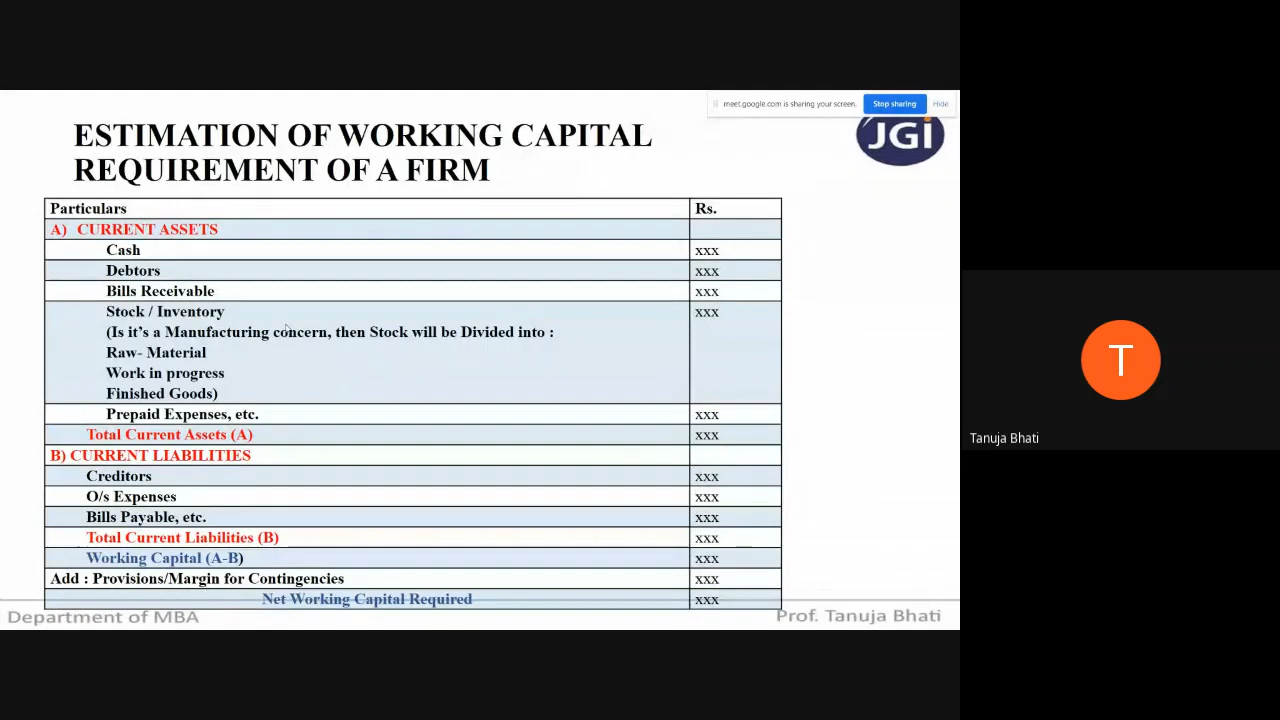 meet.google.com is sharing your screen.
Stop sharing
Hide
JGi
ESTIMATION OF WORKING CAPITAL
REQUIREMENT OF A FIRM
Particulars Rs.
A) CURRENT ASSETS
Cash xxx
Debtors xxx
Bills Receivable xxx
Stock / Inventory xxx
(Is it’s a Manufacturing concern, then Stock will be Divided into :
Raw- Material
Work in progress
Finished Goods)
Prepaid Expenses, etc. xxx
Total Current Assets (A) xxx
B) CURRENT LIABILITIES
Creditors xxx
O/s Expenses xxx
Bills Payable, etc. xxx
Total Current Liabilities (B) xxx
Working Capital (A-B) xxx
Add : Provisions/Margin for Contingencies xxx
Net Working Capital Required xxx
Department of MBA
Prof. Tanuja Bhati
T
Tanuja Bhati